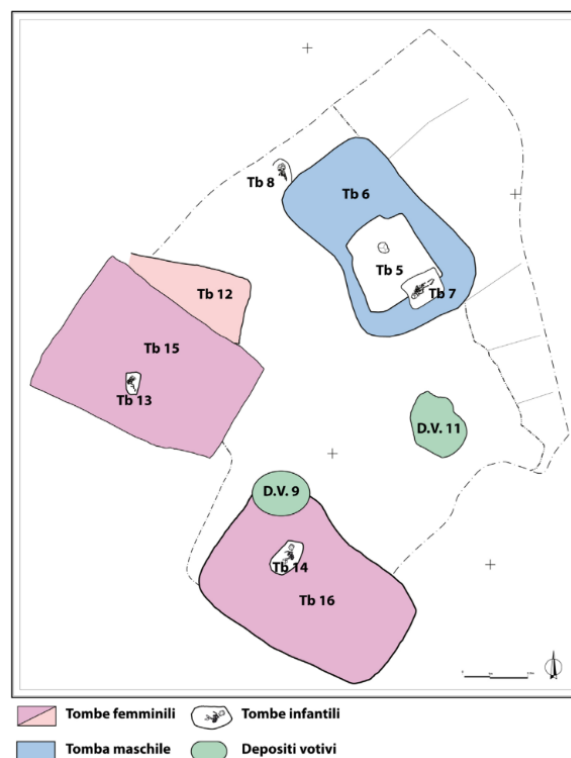 Tb 8
Tb 6
Tb 5
Tb 7
Tb 12
Tb 15
Tb 13
D.V. 11
D.V. 9
Tb 14
Tb 16
Tombe femminili
Tombe infantili
Tomba maschile
Depositi votivi